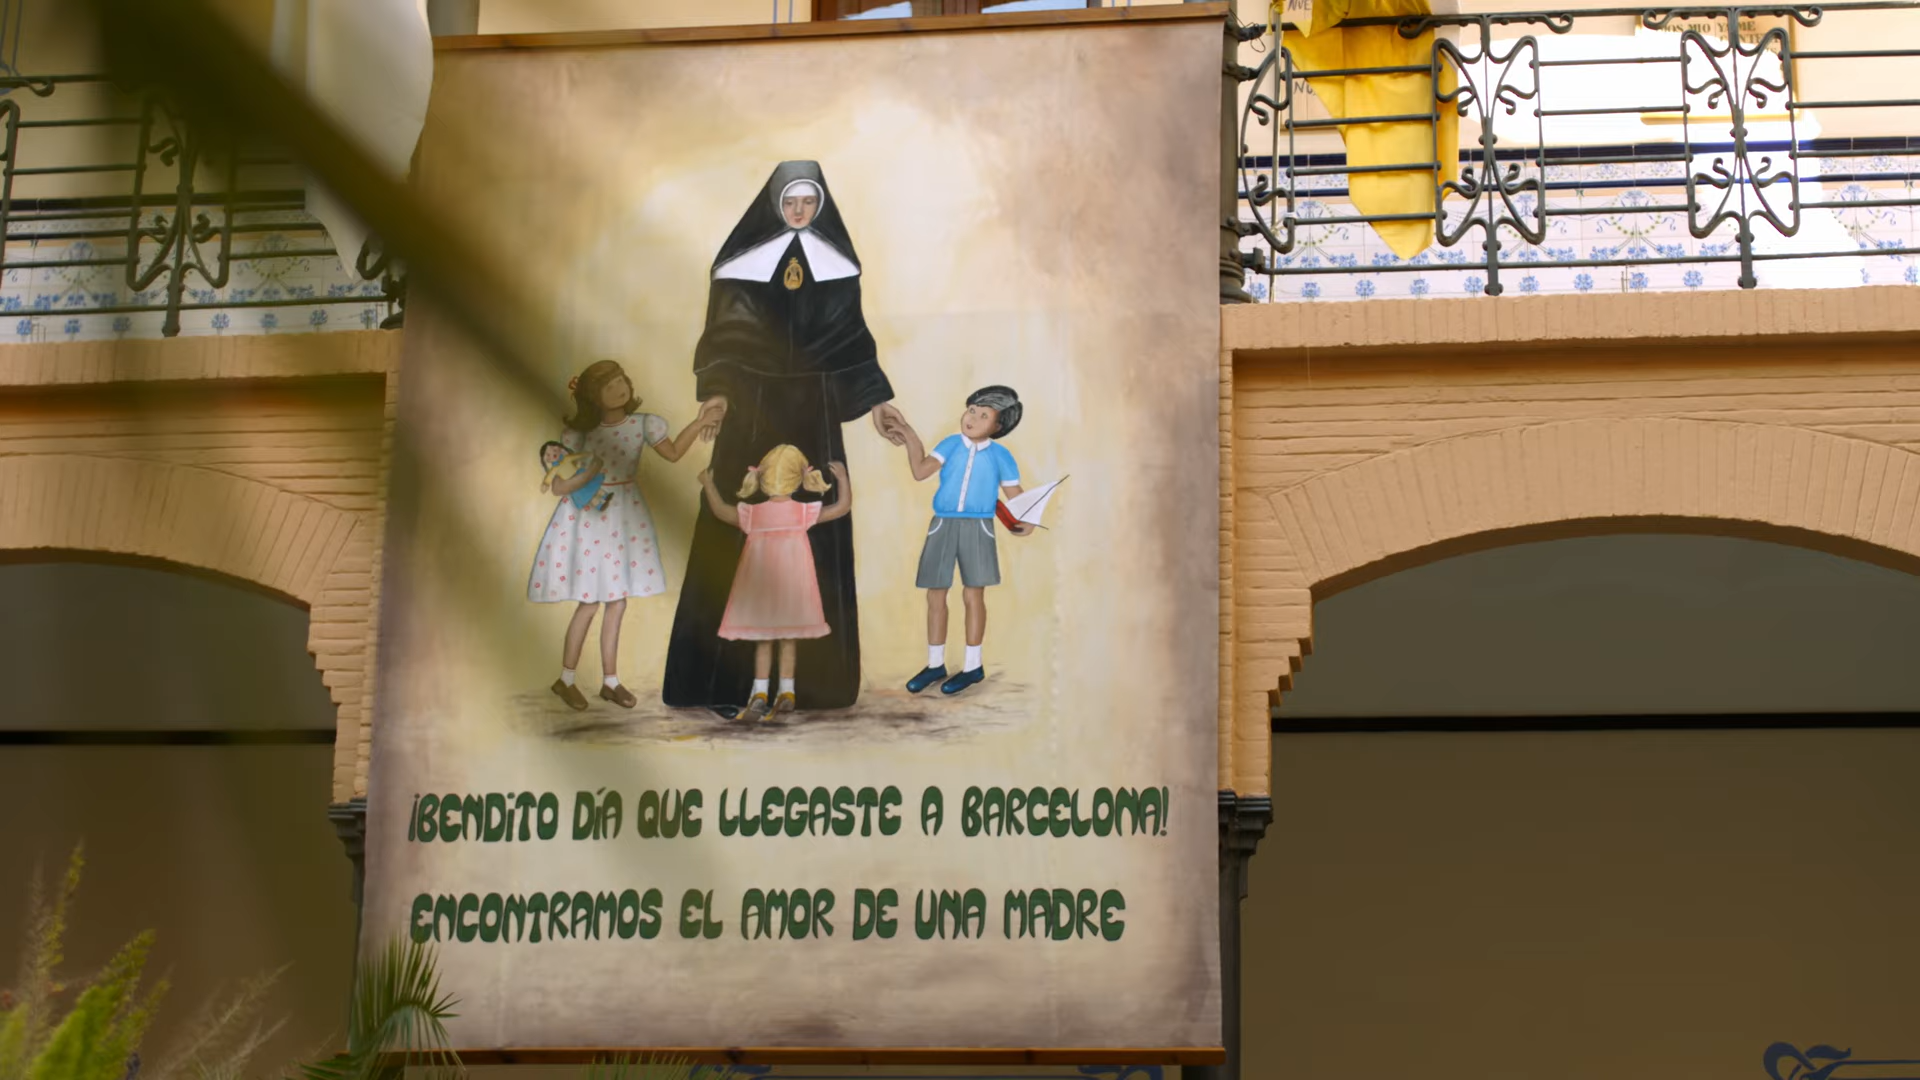 ¡BENDITO DÍA QUE LLEGASTE A BARCELONA!
ENCONTRAMOS EL AMOR DE UNA MADRE